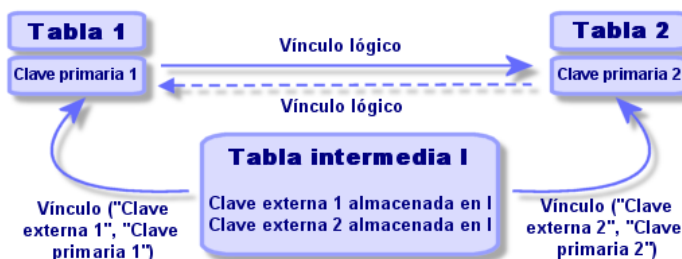 Tabla 1
Tabla 2
Vínculo lógico
Clave primaria 1
Clave primaria 2
Vínculo lógico
Tabla intermedia I
Clave externa 1 almacenada en I
Clave externa 2 almacenada en I
Vínculo ("Clave
externa 1", "Clave
primaria 1")
Vínculo ("Clave
externa 2", "Clave
primaria 2")